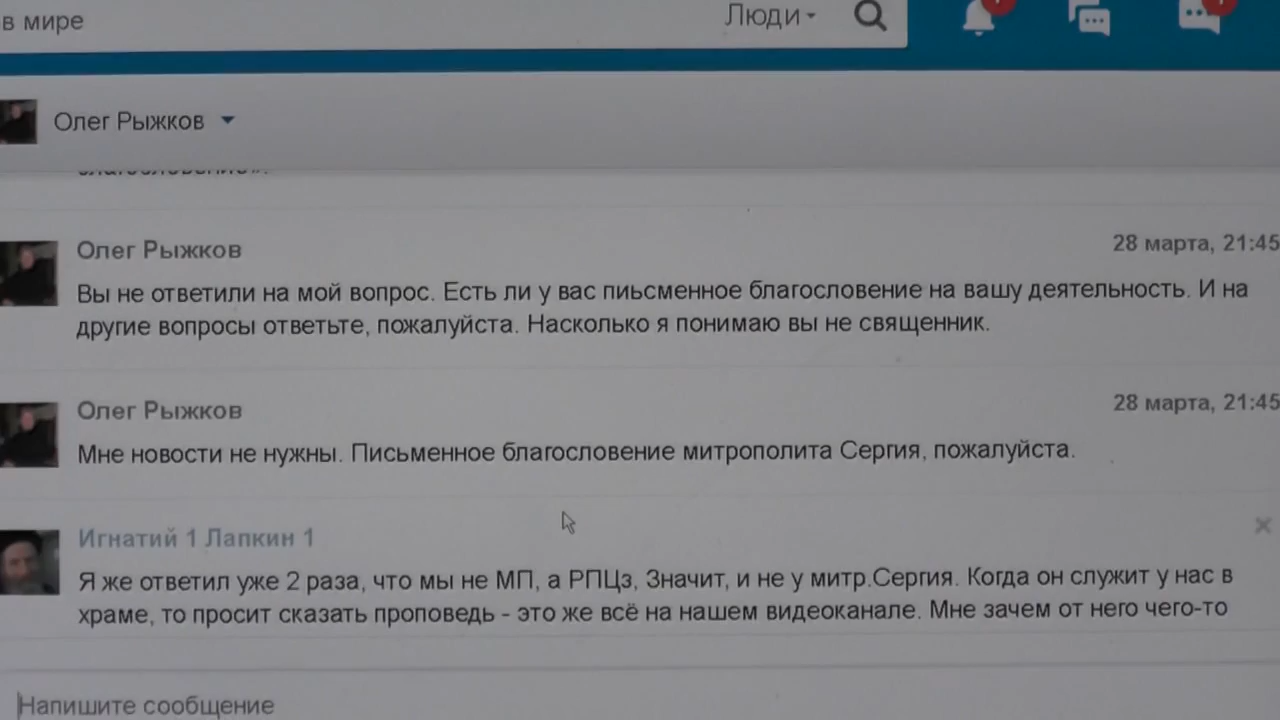 в мире
Люди
Олег Рыжков
Олег Рыжков
28 марта, 21:45
Вы не ответили на мой вопрос. Есть ли у вас пиьсменное благословение на вашу деятельность. И на
другие вопросы ответьте, пожалуйста. Насколько я понимаю вы не священник.
Олег Рыжков
28 марта, 21:45
Мне новости не нужны. Письменное благословение митрополита Сергия, пожалуйста.
Игнатий 1 Лапкин 1
Я же ответил уже 2 раза, что мы не МП, а РПЦз, Значит, и не у митр.Сергия. Когда он служит у нас в
храме, то просит сказать проповедь - это же всё на нашем видеоканале. Мне зачем от него чего-то
Напишите сообщение